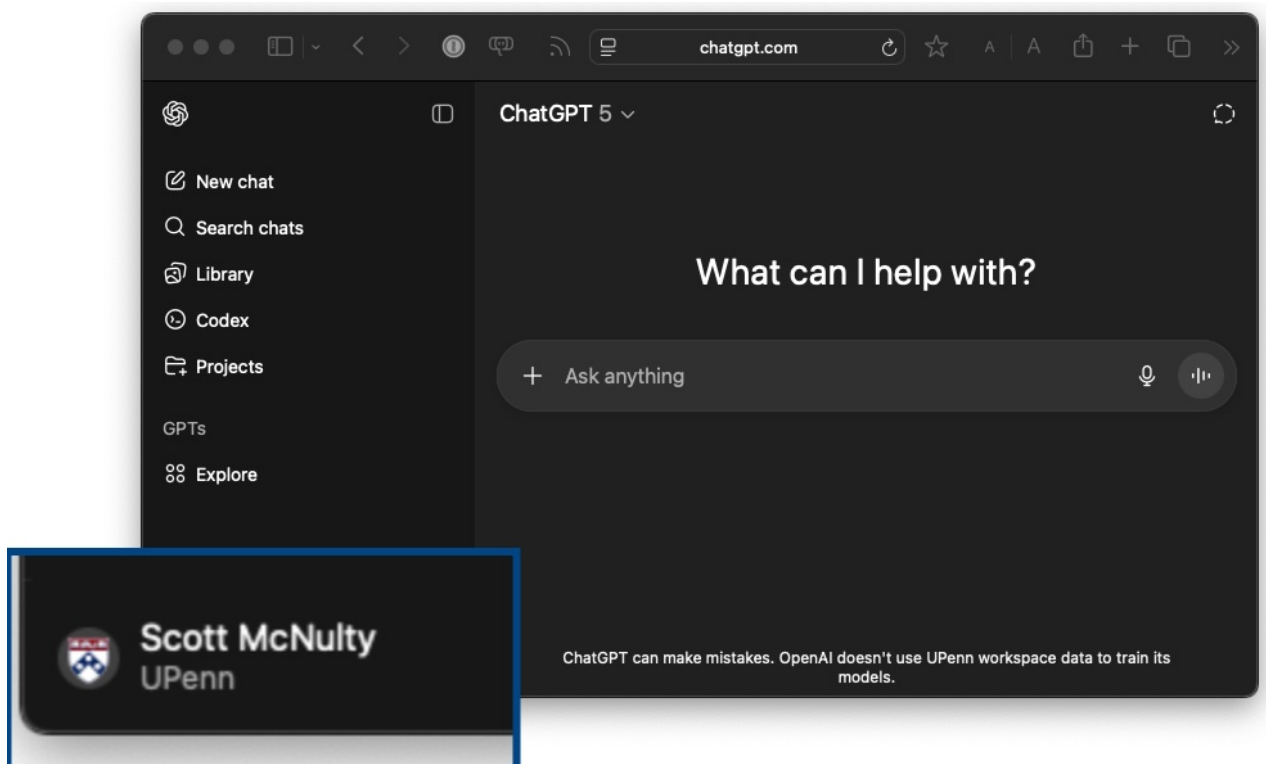 chatgpt.com
A A
ChatGPT 5
New chat
Search chats
Library
Codex
Projects
GPTs
Explore
What can I help with?
Ask anything
Scott McNulty
UPenn
ChatGPT can make mistakes. OpenAI doesn't use UPenn workspace data to train its
models.